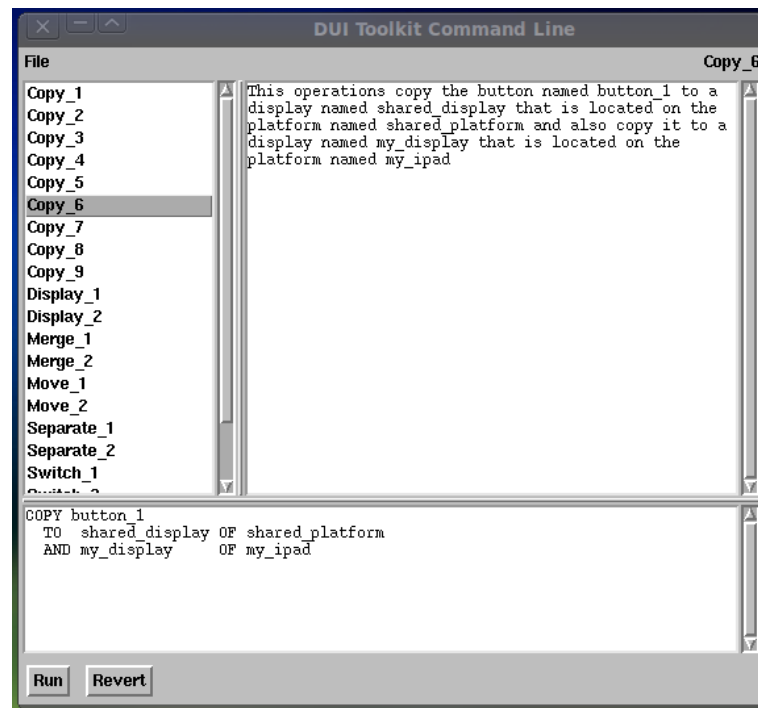 DUI Toolkit Command Line
File
Copy_6
Copy_1
Copy_2
Copy_3
Copy_4
Copy_5
Copy_6
Copy_7
Copy_8
Copy_9
Display_1
Display_2
Merge_1
Merge_2
Move_1
Move_2
Separate_1
Separate_2
Switch_1
This operations copy the button named button_1 to a
display named shared_display that is located on the
platform named shared_platform and also copy it to a
display named my_display that is located on the
platform named my_ipad
COPY button_1
TO shared_display OF shared_platform
AND my_display OF my_ipad
Run Revert